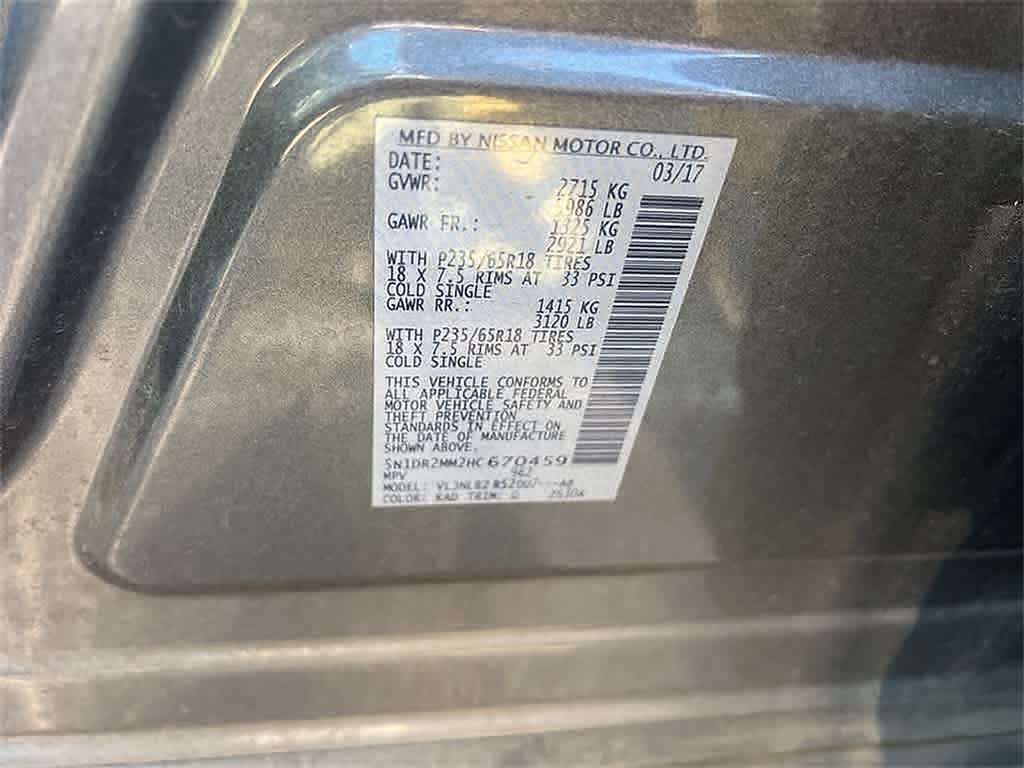 MFD BY NISSAN MOTOR CO., LTD.
DATE: 03/17
GVWR: 2715 KG
5986 LB
GAWR FR.: 1325 KG
2921 LB
WITH P235/65R18 TIRES
18 X 7.5 RIMS AT 33 PSI
COLD SINGLE
GAWR RR.: 1415 KG
3120 LB
WITH P235/65R18 TIRES
18 X 7.5 RIMS AT 33 PSI
COLD SINGLE
THIS VEHICLE CONFORMS TO
ALL APPLICABLE FEDERAL
MOTOR VEHICLE SAFETY AND
THEFT PREVENTION
STANDARDS IN EFFECT ON
THE DATE OF MANUFACTURE
SHOWN ABOVE.
5N1DR2MM2HC670459
MPV
MODEL:
COLOR: KAD TRIM: G